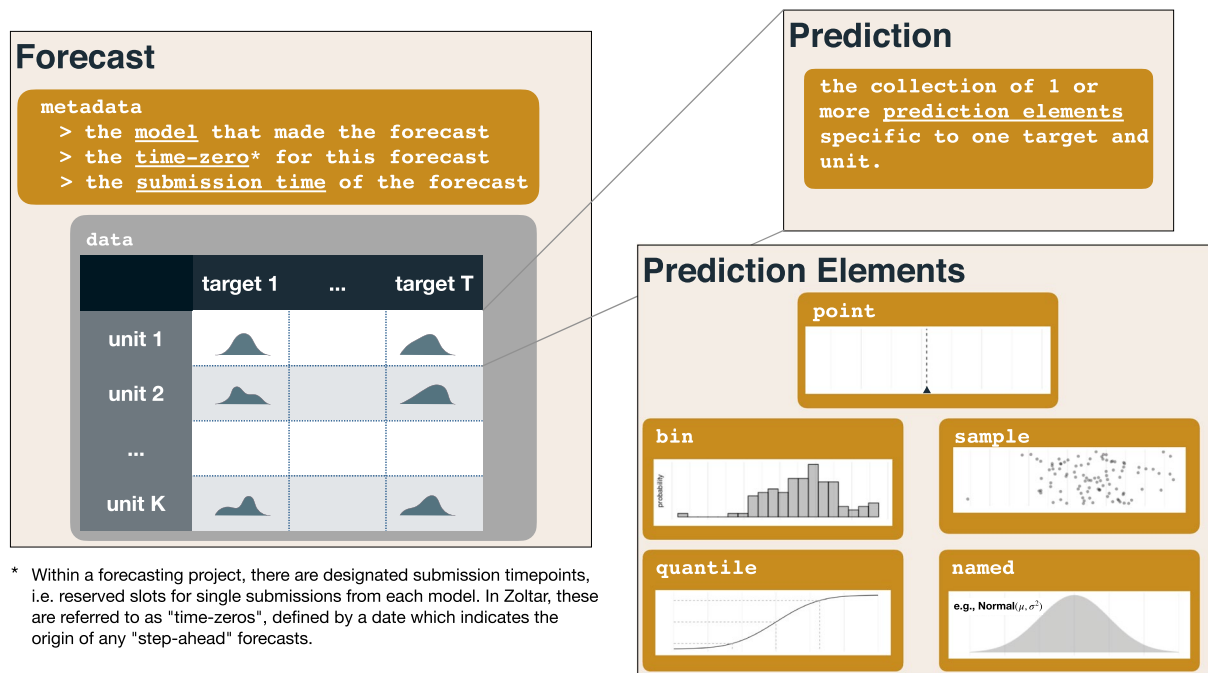 Forecast
metadata
> the model that made the forecast
> the time-zero* for this forecast
> the submission time of the forecast
data
target 1 ... target T
unit 1
unit 2
...
unit K
* Within a forecasting project, there are designated submission timepoints,
i.e. reserved slots for single submissions from each model. In Zoltar, these
are referred to as "time-zeros", defined by a date which indicates the
origin of any "step-ahead" forecasts.
Prediction
the collection of 1 or
more prediction elements
specific to one target and
unit.
Prediction Elements
point
bin
probability
sample
quantile
named
e.g., Normal(μ, σ²)